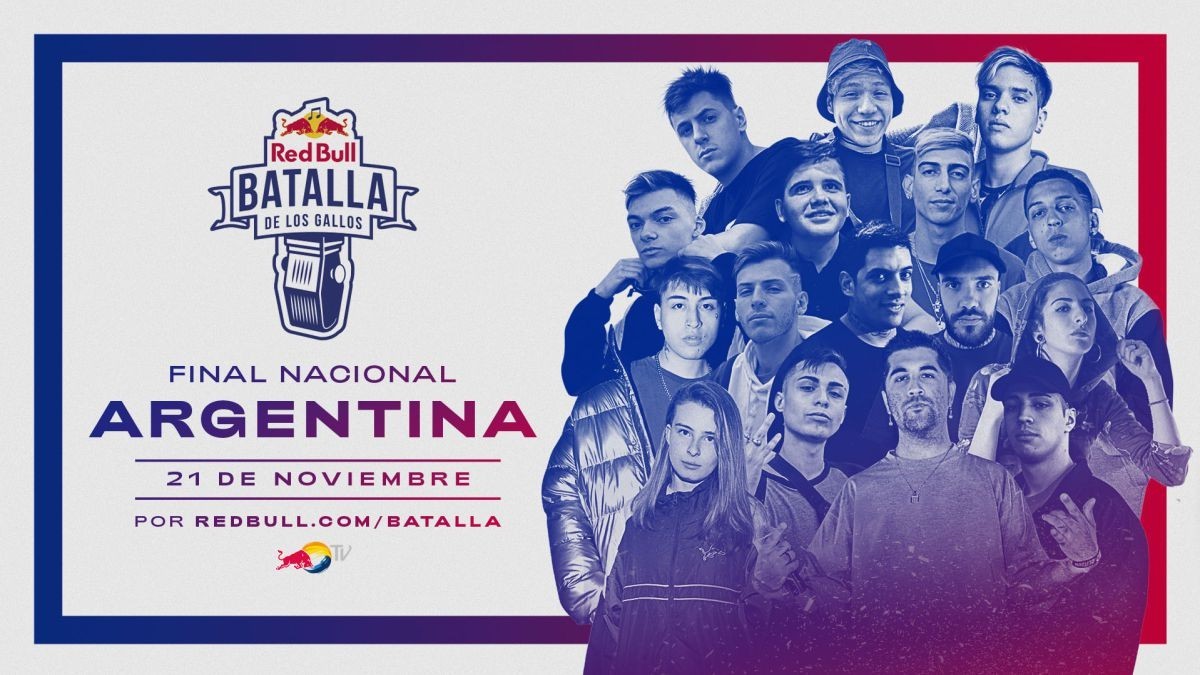 Red Bull
BATALLA
DE LOS GALLOS
FINAL NACIONAL
ARGENTINA
21 DE NOVIEMBRE
POR REDBULL.COM/BATALLA
TV